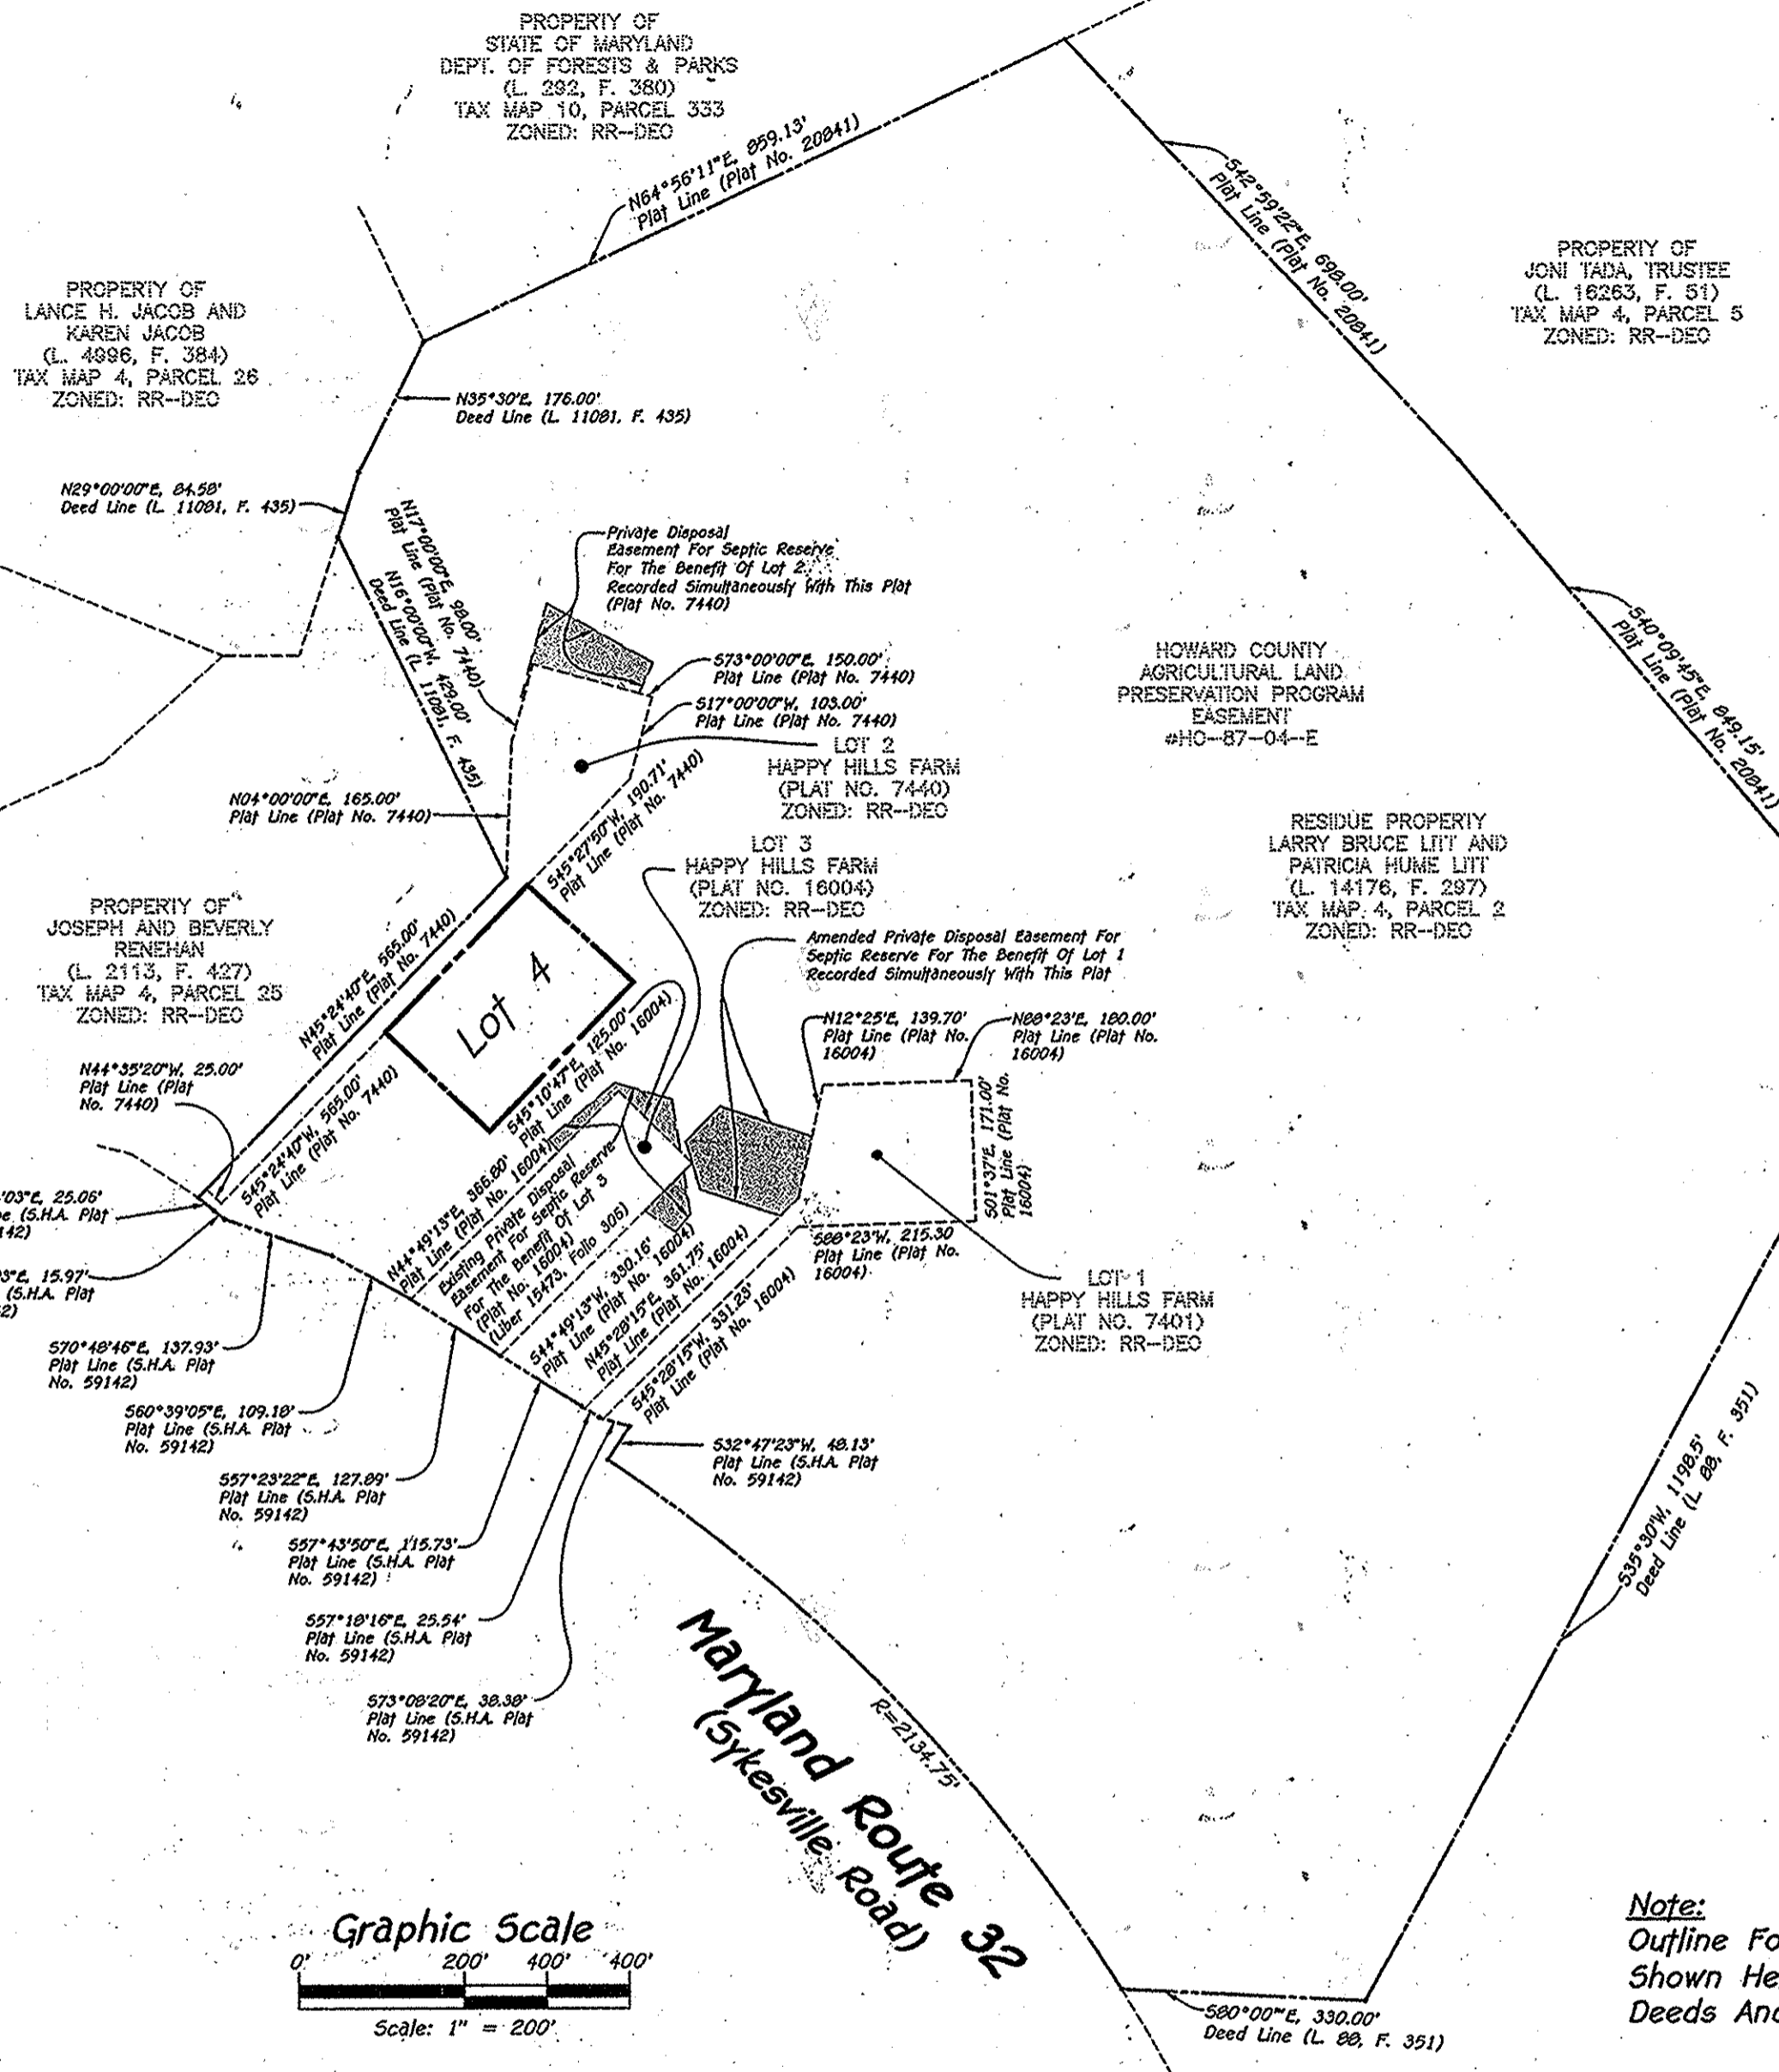 PROPERTY OF
STATE OF MARYLAND
DEPT. OF FORESTS & PARKS
(L. 292, F. 380)
TAX MAP 10, PARCEL 333
ZONED: RR--DEO
N64°56'11"E, 859.13'
Plat Line (Plat No. 20841)
S42°59'22"E, 698.00'
Plat Line (Plat No. 20841)
PROPERTY OF
JONI TADA, TRUSTEE
(L. 16263, F. 51)
TAX MAP 4, PARCEL 5
ZONED: RR--DEO
PROPERTY OF
LANCE H. JACOB AND
KAREN JACOB
(L. 4996, F. 384)
TAX MAP 4, PARCEL 26
ZONED: RR--DEO
N35°30'E, 176.00'
Deed Line (L. 11081, F. 435)
N29°00'00"E, 84.58'
Deed Line (L. 11081, F. 435)
N17°00'00"E, 98.00'
Plat Line (Plat No. 7440)
N16°00'00"W, 429.00'
Deed Line (L. 11081, F. 435)
Private Disposal
Easement For Septic Reserve
For The Benefit Of Lot 2
Recorded Simultaneously With This Plat
(Plat No. 7440)
S73°00'00"E, 150.00'
Plat Line (Plat No. 7440)
S17°00'00"W, 103.00'
Plat Line (Plat No. 7440)
LOT 2
HAPPY HILLS FARM
(PLAT NO. 7440)
ZONED: RR--DEO
HOWARD COUNTY
AGRICULTURAL LAND
PRESERVATION PROGRAM
EASEMENT
#HO--87--04--E
S40°09'45"E, 849.15'
Plat Line (Plat No. 20841)
N04°00'00"E, 165.00'
Plat Line (Plat No. 7440)
S45°27'50"W, 190.71'
Plat Line (Plat No. 7440)
LOT 3
HAPPY HILLS FARM
(PLAT NO. 16004)
ZONED: RR--DEO
RESIDUE PROPERTY
LARRY BRUCE LITT AND
PATRICIA HUME LITT
(L. 14176, F. 297)
TAX MAP 4, PARCEL 2
ZONED: RR--DEO
PROPERTY OF
JOSEPH AND BEVERLY
RENEHAN
(L. 2113, F. 427)
TAX MAP 4, PARCEL 25
ZONED: RR--DEO
N45°24'40"E, 565.00'
Plat Line (Plat No. 7440)
Lot 4
Amended Private Disposal Easement For
Septic Reserve For The Benefit Of Lot 1
Recorded Simultaneously With This Plat
N12°25'E, 139.70'
Plat Line (Plat No.
16004)
N88°23'E, 180.00'
Plat Line (Plat No.
16004)
S45°10'47"E, 125.00'
Plat Line (Plat No. 16004)
N44°35'20"W, 25.00'
Plat Line (Plat
No. 7440)
S45°24'40"W, 565.00'
Plat Line (Plat No. 7440)
S01°37'E, 171.00'
Plat Line (Plat No.
16004)
'03"E, 25.06'
e (S.H.A. Plat
142)
3"E, 15.97'
(S.H.A. Plat
2)
N44°49'13"E, 366.80'
Plat Line (Plat No. 16004)
Existing Private Disposal
Easement For Septic Reserve
For The Benefit Of Lot 3
(Plat No. 16004)
(Liber 15473, Folio 306)
S44°49'13"W, 330.16'
Plat Line (Plat No. 16004)
N45°28'15"E, 361.75'
Plat Line (Plat No. 16004)
S45°28'15"W, 331.23'
Plat Line (Plat No. 16004)
S88°23'W, 215.30
Plat Line (Plat No.
16004)
LOT 1
HAPPY HILLS FARM
(PLAT NO. 7401)
ZONED: RR--DEO
S70°48'46"E, 137.93'
Plat Line (S.H.A. Plat
No. 59142)
S60°39'05"E, 109.18'
Plat Line (S.H.A. Plat
No. 59142)
S57°23'22"E, 127.89'
Plat Line (S.H.A. Plat
No. 59142)
S57°43'50"E, 115.73'
Plat Line (S.H.A. Plat
No. 59142)
S57°18'16"E, 25.54'
Plat Line (S.H.A. Plat
No. 59142)
S73°08'20"E, 38.38'
Plat Line (S.H.A. Plat
No. 59142)
S32°47'23"W, 48.13'
Plat Line (S.H.A. Plat
No. 59142)
S35°30'W, 1198.5'
Deed Line (L. 88, F. 351)
Maryland Route 32
(Sykesville Road)
R=2134.75'
S80°00"E, 330.00'
Deed Line (L. 88, F. 351)
Graphic Scale
0' 200' 400' 400'
Scale: 1" = 200'
Note:
Outline Fo
Shown He
Deeds And